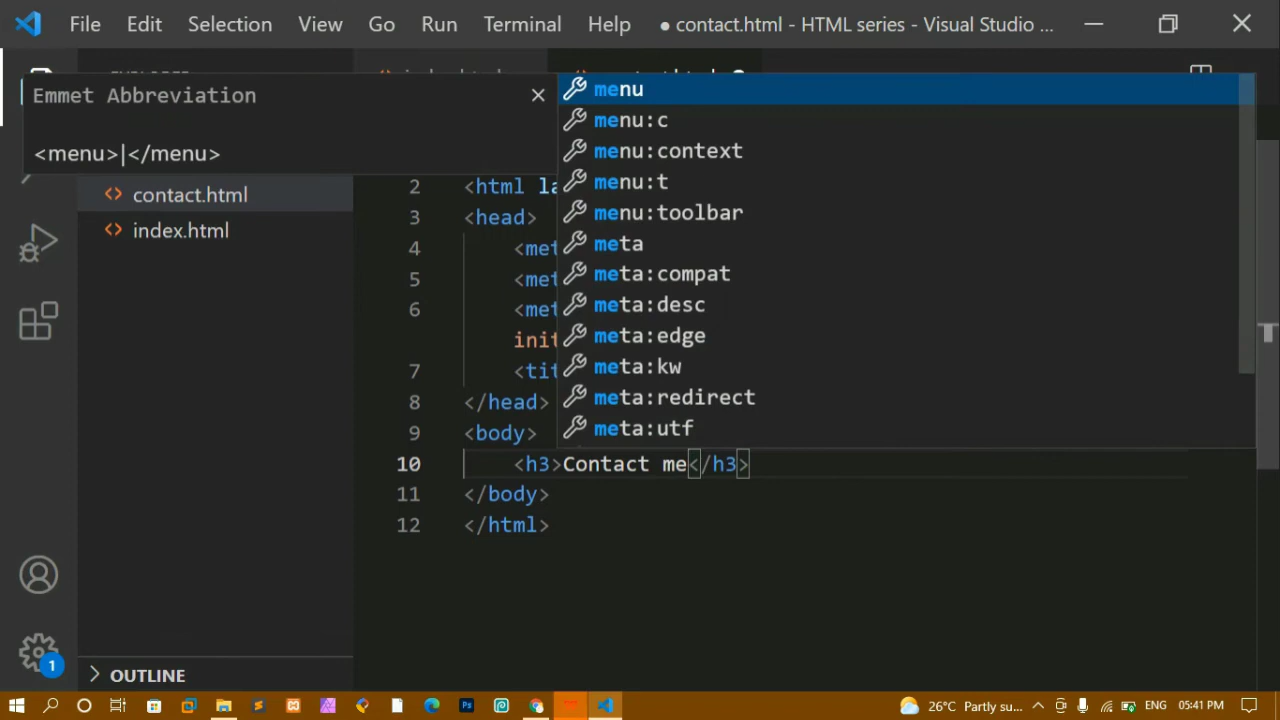 File Edit Selection View Go Run Terminal Help ● contact.html - HTML series - Visual Studio ...
Emmet Abbreviation
<menu>|</menu>
menu
menu:c
menu:context
menu:t
menu:toolbar
meta
meta:compat
meta:desc
meta:edge
meta:kw
meta:redirect
meta:utf
contact.html
index.html
2 <html la
3 <head>
4 <met
5 <met
6 <met
init
7 <tit
8 </head>
9 <body>
10 <h3>Contact me</h3>
11 </body>
12 </html>
1
OUTLINE
26°C Partly su... ENG 05:41 PM